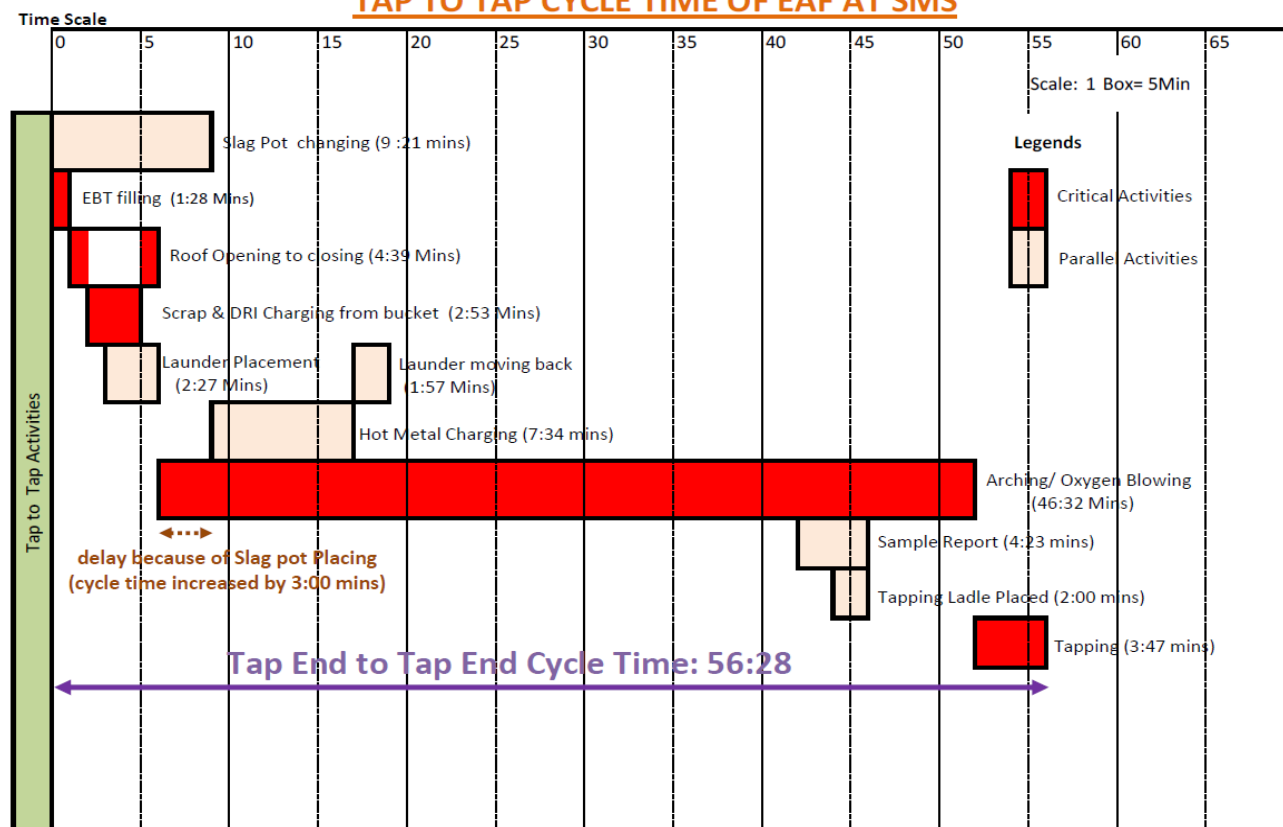 TAP TO TAP CYCLE TIME OF EAF AT SMS
Time Scale
0 5 10 15 20 25 30 35 40 45 50 55 60 65
Scale: 1 Box= 5Min
Slag Pot changing (9 :21 mins)
Legends
EBT filling (1:28 Mins)
Critical Activities
Roof Opening to closing (4:39 Mins)
Parallel Activities
Scrap & DRI Charging from bucket (2:53 Mins)
Launder Placement
(2:27 Mins)
Launder moving back
(1:57 Mins)
Hot Metal Charging (7:34 mins)
Arching/ Oxygen Blowing
(46:32 Mins)
Sample Report (4:23 mins)
delay because of Slag pot Placing
(cycle time increased by 3:00 mins)
Tapping Ladle Placed (2:00 mins)
Tapping (3:47 mins)
Tap End to Tap End Cycle Time: 56:28
Tap to Tap Activities